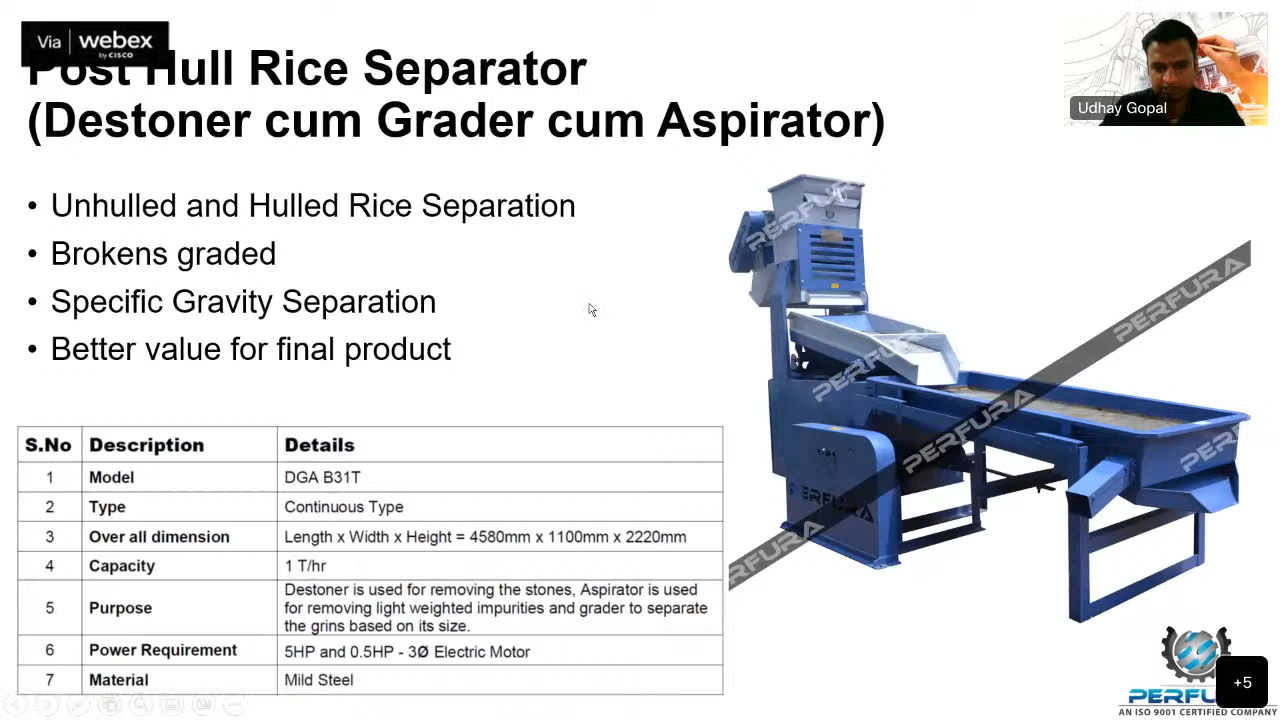 Via webex
by CISCO
Post Hull Rice Separator
(Destoner cum Grader cum Aspirator)
Udhay Gopal
• Unhulled and Hulled Rice Separation
• Brokens graded
• Specific Gravity Separation
• Better value for final product
S.No Description Details
1 Model DGA B31T
2 Type Continuous Type
3 Over all dimension Length x Width x Height = 4580mm x 1100mm x 2220mm
4 Capacity 1 T/hr
5 Purpose Destoner is used for removing the stones, Aspirator is used
for removing light weighted impurities and grader to separate
the grins based on its size.
6 Power Requirement 5HP and 0.5HP - 3Ø Electric Motor
7 Material Mild Steel
PERFURA
PERFURA
PERFURA
PERFURA
PERFURA
PERFURA
PERFURA
AN ISO 9001 CERTIFIED COMPANY
+5